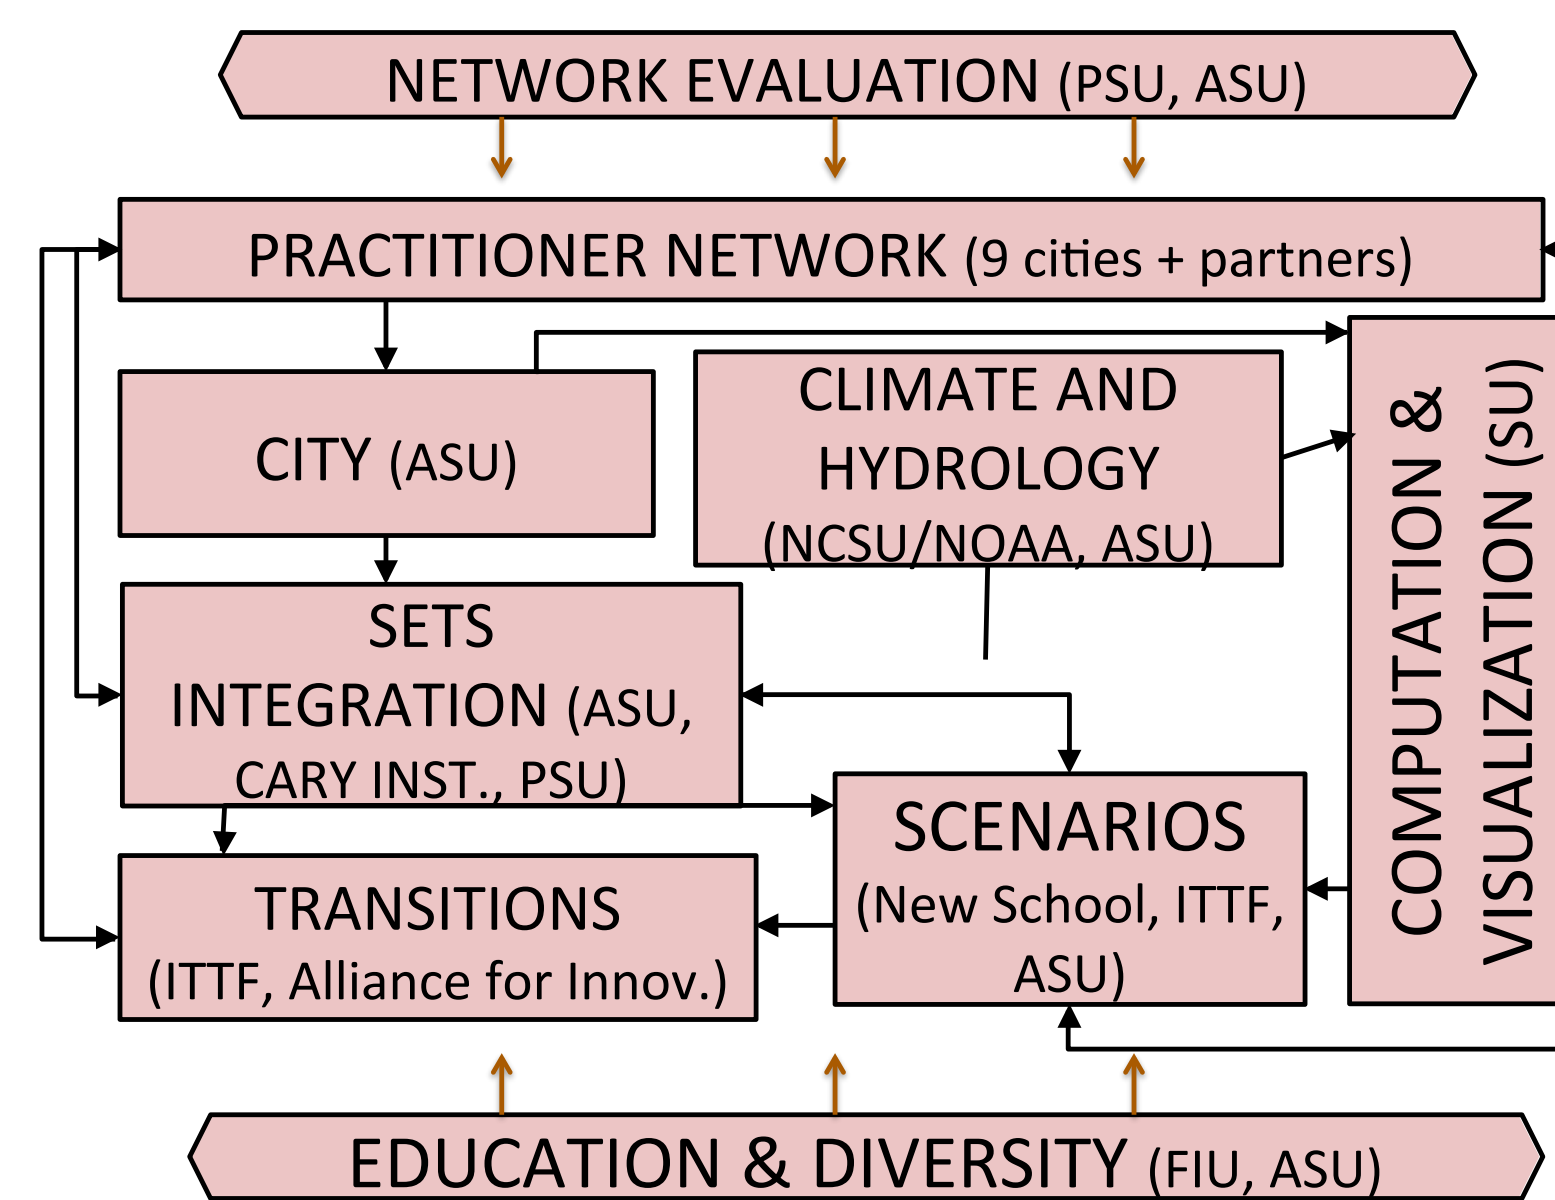 NETWORK EVALUATION (PSU, ASU)
PRACTITIONER NETWORK (9 cities + partners)
CITY (ASU)
CLIMATE AND
HYDROLOGY
(NCSU/NOAA, ASU)
COMPUTATION &
VISUALIZATION (SU)
SETS
INTEGRATION (ASU,
CARY INST., PSU)
SCENARIOS
(New School, ITTF,
ASU)
TRANSITIONS
(ITTF, Alliance for Innov.)
EDUCATION & DIVERSITY (FIU, ASU)